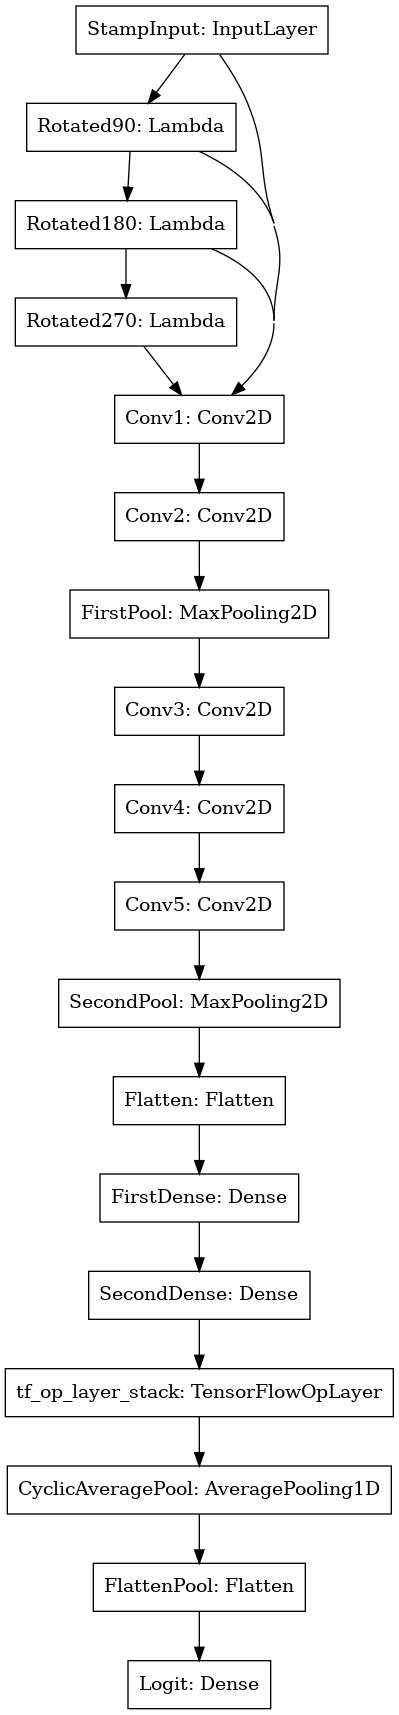 StampInput: InputLayer
Rotated90: Lambda
Rotated180: Lambda
Rotated270: Lambda
Conv1: Conv2D
Conv2: Conv2D
FirstPool: MaxPooling2D
Conv3: Conv2D
Conv4: Conv2D
Conv5: Conv2D
SecondPool: MaxPooling2D
Flatten: Flatten
FirstDense: Dense
SecondDense: Dense
tf_op_layer_stack: TensorFlowOpLayer
CyclicAveragePool: AveragePooling1D
FlattenPool: Flatten
Logit: Dense